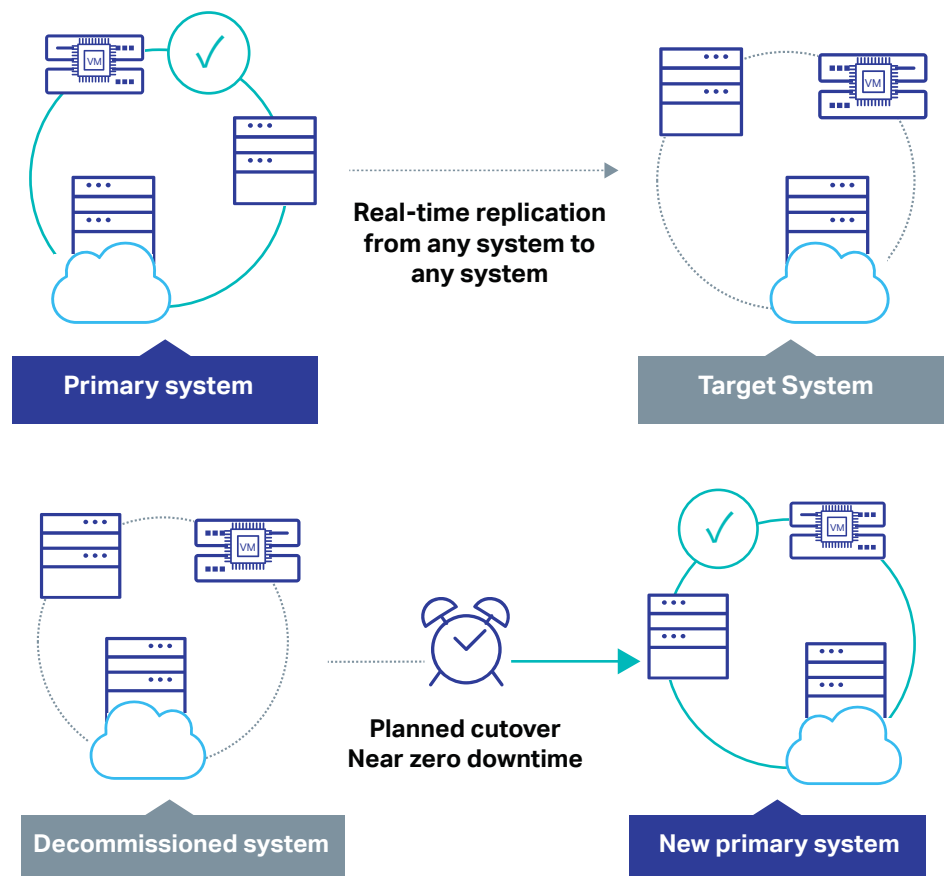 VM
VM
Real-time replication
from any system to
any system
Primary system
Target System
VM
VM
Planned cutover
Near zero downtime
Decommissioned system
New primary system